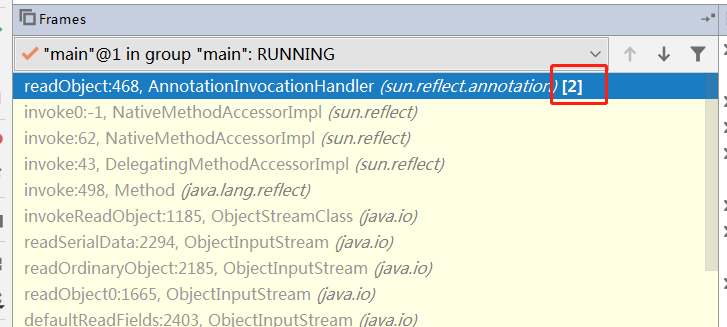 Frames
"main"@1 in group "main": RUNNING
readObject:468, AnnotationInvocationHandler (sun.reflect.annotation) [2]
invoke0:-1, NativeMethodAccessorImpl (sun.reflect)
invoke:62, NativeMethodAccessorImpl (sun.reflect)
invoke:43, DelegatingMethodAccessorImpl (sun.reflect)
invoke:498, Method (java.lang.reflect)
invokeReadObject:1185, ObjectStreamClass (java.io)
readSerialData:2294, ObjectInputStream (java.io)
readOrdinaryObject:2185, ObjectInputStream (java.io)
readObject0:1665, ObjectInputStream (java.io)
defaultReadFields:2403, ObjectInputStream (java.io)